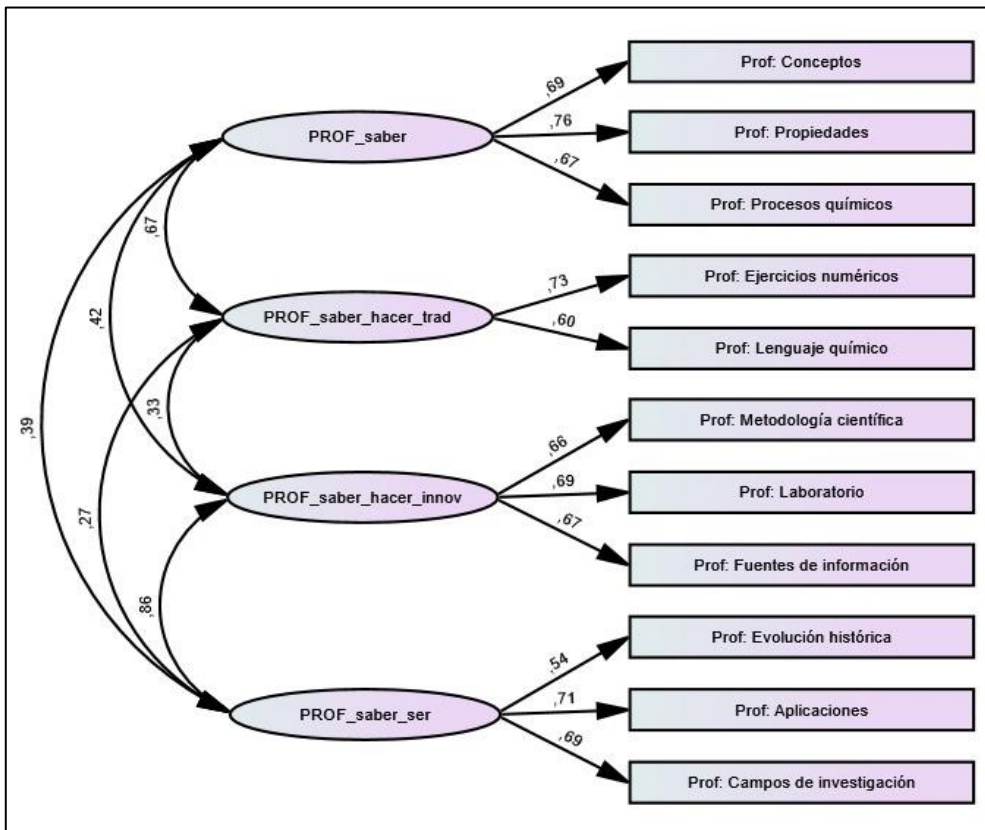 Prof: Conceptos
,69
PROF_saber
,76
Prof: Propiedades
,67
Prof: Procesos químicos
,67
,73
Prof: Ejercicios numéricos
PROF_saber_hacer_trad
,60
Prof: Lenguaje químico
,42
,33
,39
,66
Prof: Metodología científica
PROF_saber_hacer_innov
,69
Prof: Laboratorio
,27
,67
Prof: Fuentes de información
,86
,54
Prof: Evolución histórica
PROF_saber_ser
,71
Prof: Aplicaciones
,69
Prof: Campos de investigación